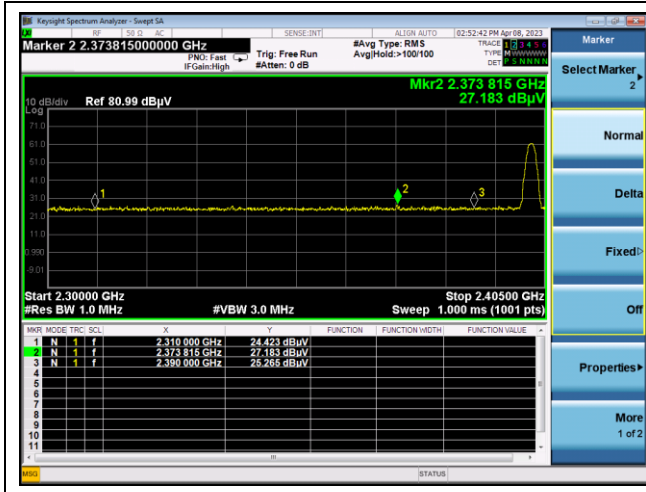 Keysight Spectrum Analyzer - Swept SA
RF 50 Ω AC SENSE:INT ALIGN AUTO 02:52:42 PM Apr 08, 2023
Marker 2 2.373815000000 GHz
PNO: Fast
IFGain:High
Trig: Free Run
#Atten: 0 dB
#Avg Type: RMS
Avg|Hold:>100/100
TRACE 1 2 3 4 5 6
TYPE M W W W W W
DET P S N N N N
Mkr2 2.373 815 GHz
27.183 dBµV
10 dB/div Ref 80.99 dBµV
Log
71.0
61.0
51.0
41.0
31.0
21.0
11.0
0.990
-9.01
1
2
3
Start 2.30000 GHz Stop 2.40500 GHz
#Res BW 1.0 MHz #VBW 3.0 MHz Sweep 1.000 ms (1001 pts)
MKR MODE TRC SCL X Y FUNCTION FUNCTION WIDTH FUNCTION VALUE
1 N 1 f 2.310 000 GHz 24.423 dBµV
2 N 1 f 2.373 815 GHz 27.183 dBµV
3 N 1 f 2.390 000 GHz 25.265 dBµV
4
5
6
7
8
9
10
11
MSG STATUS
Marker
Select Marker
2
Normal
Delta
Fixed
Off
Properties
More
1 of 2